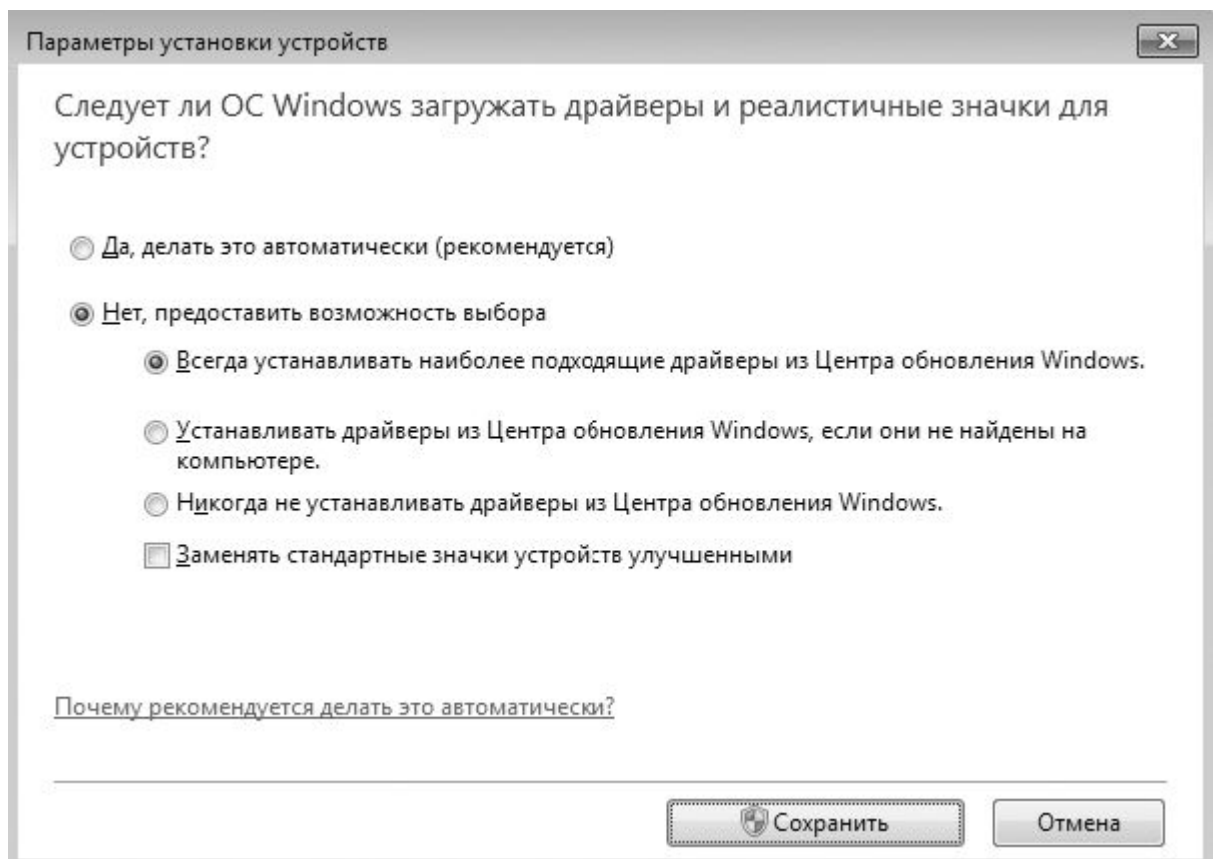 Параметры установки устройств
Следует ли ОС Windows загружать драйверы и реалистичные значки для
устройств?
Да, делать это автоматически (рекомендуется)
Нет, предоставить возможность выбора
Всегда устанавливать наиболее подходящие драйверы из Центра обновления Windows.
Устанавливать драйверы из Центра обновления Windows, если они не найдены на
компьютере.
Никогда не устанавливать драйверы из Центра обновления Windows.
Заменять стандартные значки устройств улучшенными
Почему рекомендуется делать это автоматически?
Сохранить
Отмена